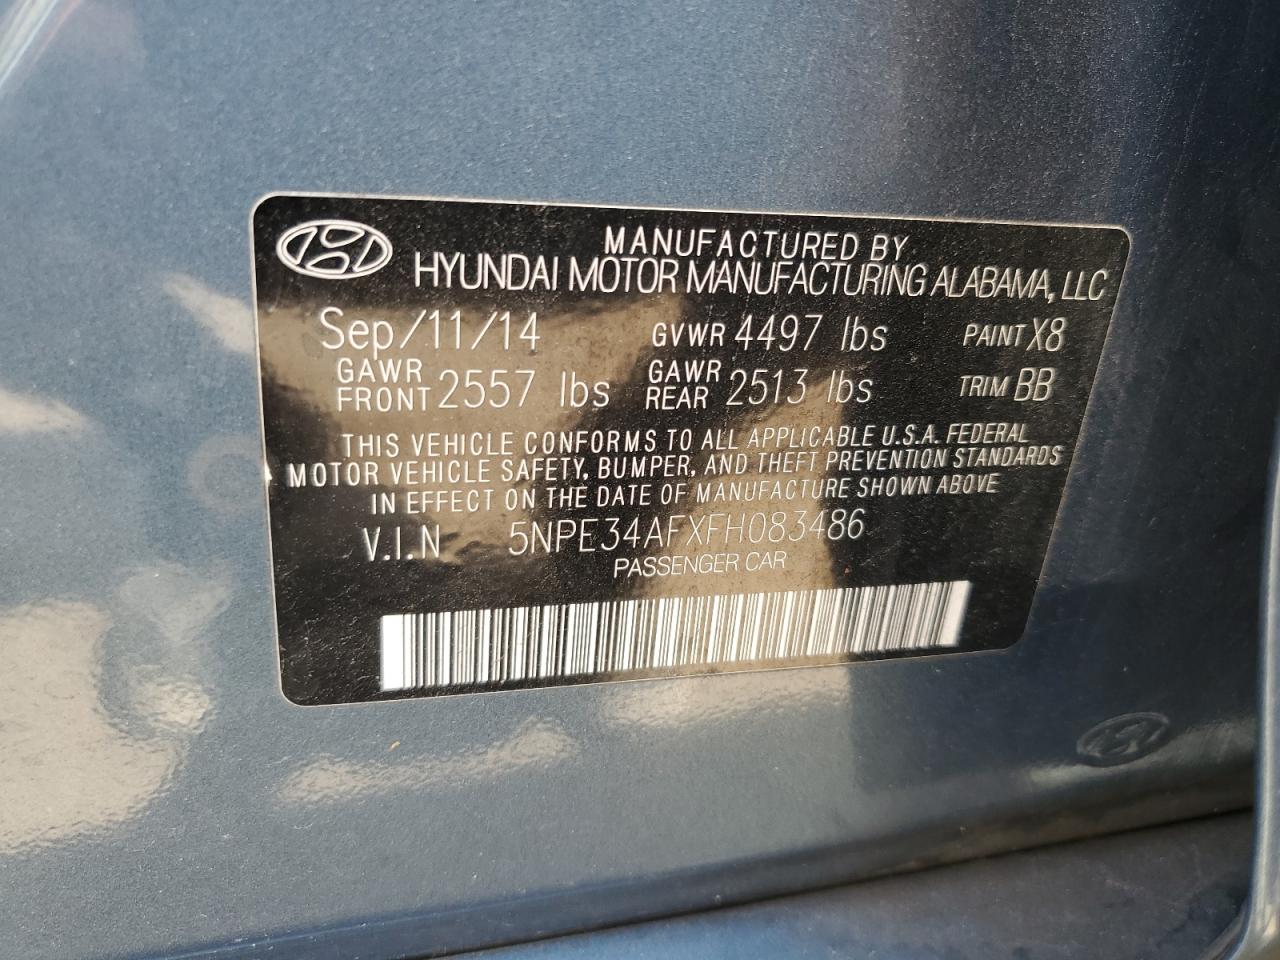 MANUFACTURED BY
HYUNDAI MOTOR MANUFACTURING ALABAMA, LLC
Sep/11/14 GVWR 4497 lbs PAINT X8
GAWR FRONT 2557 lbs GAWR REAR 2513 lbs TRIM BB
THIS VEHICLE CONFORMS TO ALL APPLICABLE U.S.A. FEDERAL
MOTOR VEHICLE SAFETY, BUMPER, AND THEFT PREVENTION STANDARDS
IN EFFECT ON THE DATE OF MANUFACTURE SHOWN ABOVE
V.I.N 5NPE34AFXFH083486
PASSENGER CAR